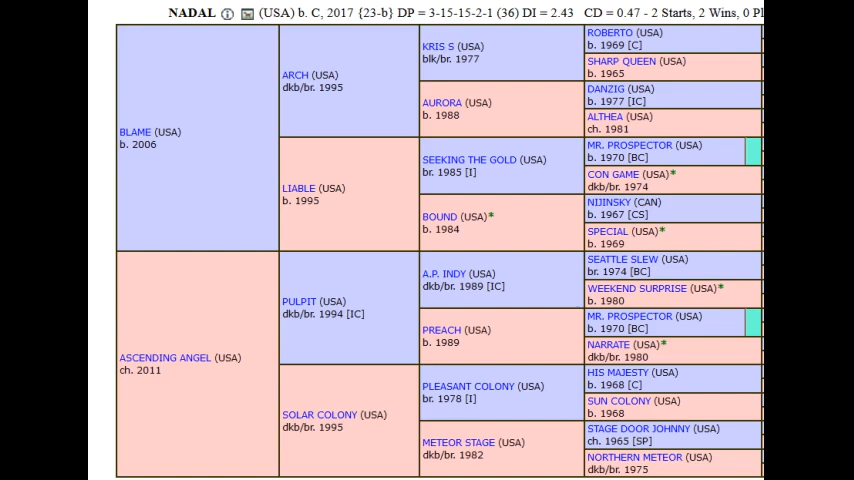 NADAL (USA) b. C, 2017 {23-b} DP = 3-15-15-2-1 (36) DI = 2.43 CD = 0.47 - 2 Starts, 2 Wins, 0 Pl
BLAME (USA)
b. 2006
ARCH (USA)
dkb/br. 1995
KRIS S (USA)
blk/br. 1977
ROBERTO (USA)
b. 1969 [C]
SHARP QUEEN (USA)
b. 1965
AURORA (USA)
b. 1988
DANZIG (USA)
b. 1977 [IC]
ALTHEA (USA)
ch. 1981
LIABLE (USA)
b. 1995
SEEKING THE GOLD (USA)
br. 1985 [I]
MR. PROSPECTOR (USA)
b. 1970 [BC]
CON GAME (USA)*
dkb/br. 1974
BOUND (USA)*
b. 1984
NIJINSKY (CAN)
b. 1967 [CS]
SPECIAL (USA)*
b. 1969
ASCENDING ANGEL (USA)
ch. 2011
PULPIT (USA)
dkb/br. 1994 [IC]
A.P. INDY (USA)
dkb/br. 1989 [IC]
SEATTLE SLEW (USA)
br. 1974 [BC]
WEEKEND SURPRISE (USA)*
b. 1980
PREACH (USA)
b. 1989
MR. PROSPECTOR (USA)
b. 1970 [BC]
NARRATE (USA)*
dkb/br. 1980
SOLAR COLONY (USA)
dkb/br. 1995
PLEASANT COLONY (USA)
br. 1978 [I]
HIS MAJESTY (USA)
b. 1968 [C]
SUN COLONY (USA)
b. 1968
METEOR STAGE (USA)
dkb/br. 1982
STAGE DOOR JOHNNY (USA)
ch. 1965 [SP]
NORTHERN METEOR (USA)
dkb/br. 1975